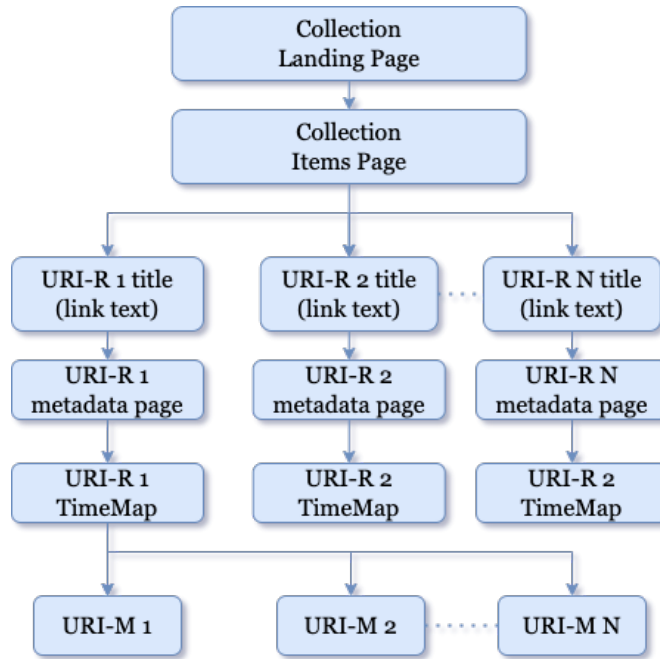 Collection
Landing Page
Collection
Items Page
URI-R 1 title
(link text)
URI-R 2 title
(link text)
URI-R N title
(link text)
URI-R 1
metadata page
URI-R 2
metadata page
URI-R N
metadata page
URI-R 1
TimeMap
URI-R 2
TimeMap
URI-R 2
TimeMap
URI-M 1
URI-M 2
URI-M N